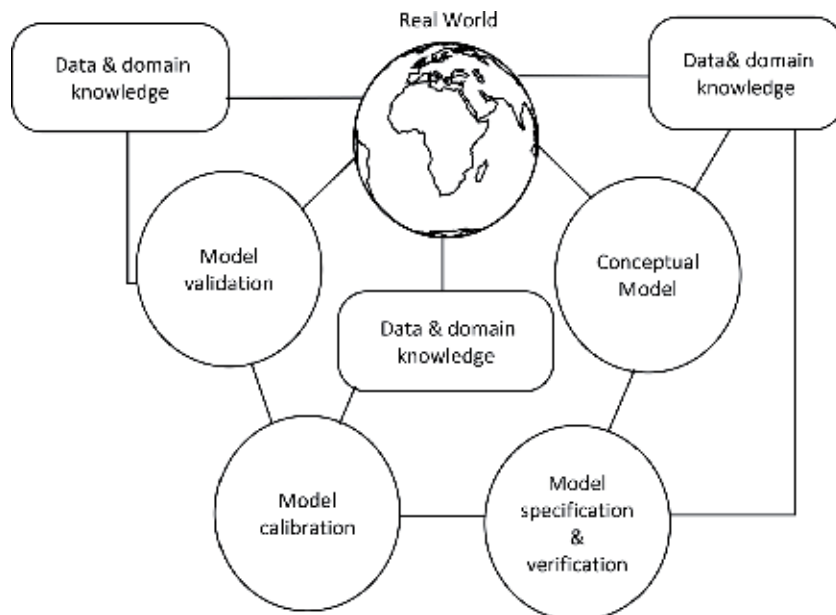 Real World
Data & domain
knowledge
Data& domain
knowledge
Model
validation
Conceptual
Model
Data & domain
knowledge
Model
calibration
Model
specification
&
verification